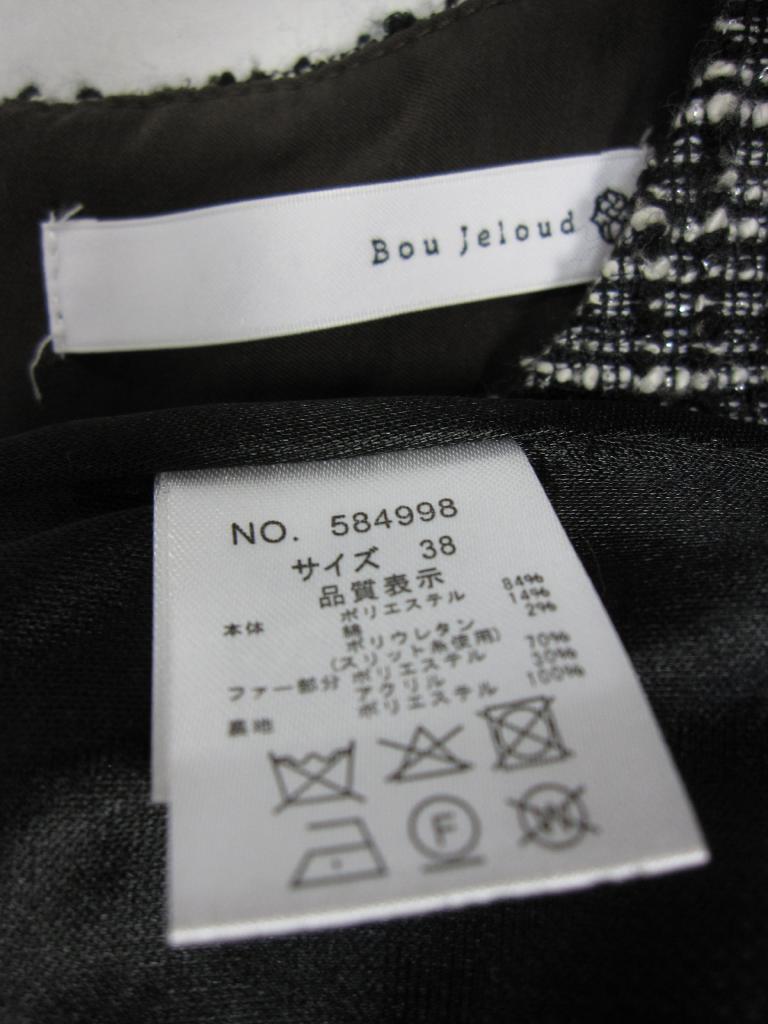 Bou Jeloud
NO. 584998
サイズ 38
品質表示
本体 ポリエステル 84%
綿 14%
ポリウレタン 2%
(スリット糸使用)
ファー部分 ポリエステル 70%
アクリル 30%
裏地 ポリエステル 100%
F
W